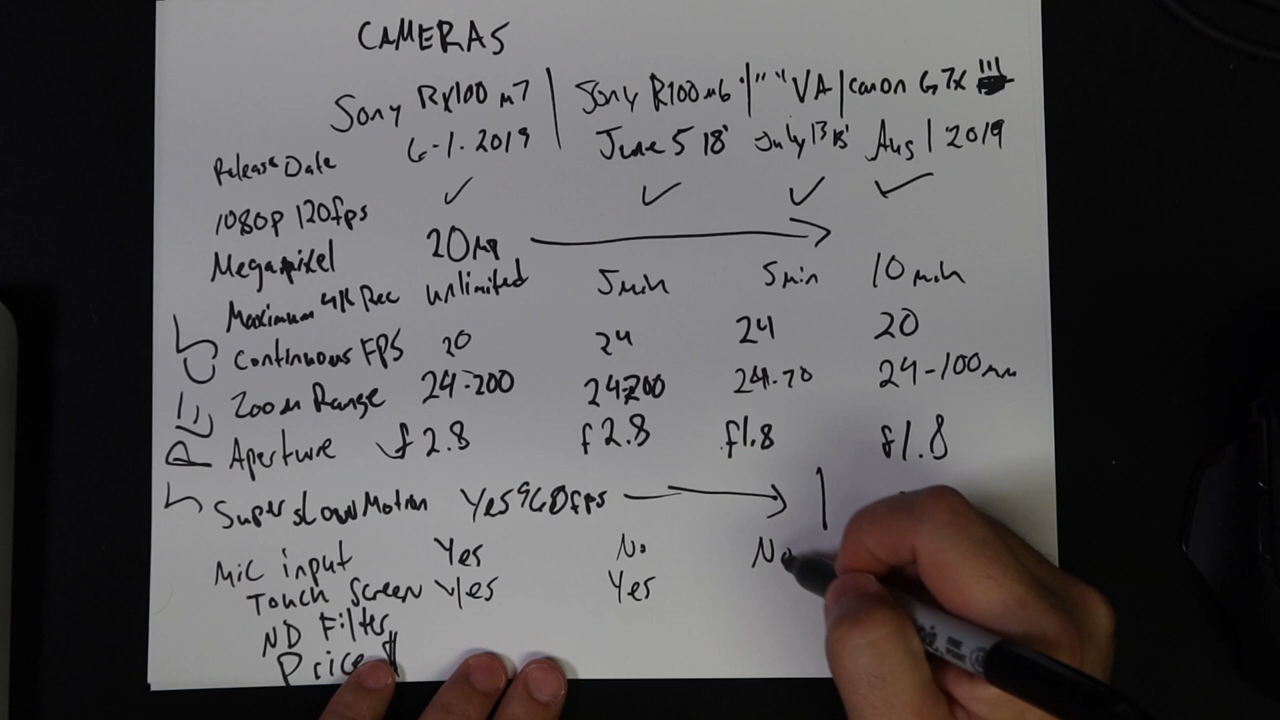 CAMERAS
Sony Rx100 m7 | Sony R100m6 | " " VA | Canon G7X III
Release Date 6-1-2019 June 5 18' July 13 18' Aug 1 2019
1080p 120fps ✓ ✓ ✓ ✓
Megapixel 20mp
Maximum 4K Rec unlimited 5min 5min 10 min
Continuous FPS 20 24 24 20
Zoom Range 24-200 24-200 24-70 24-100mm
Aperture f2.8 f2.8 f1.8 f1.8
Super slow Motion Yes 960fps
Mic input Yes No No
Touch Screen Yes Yes
ND Filter
Price $